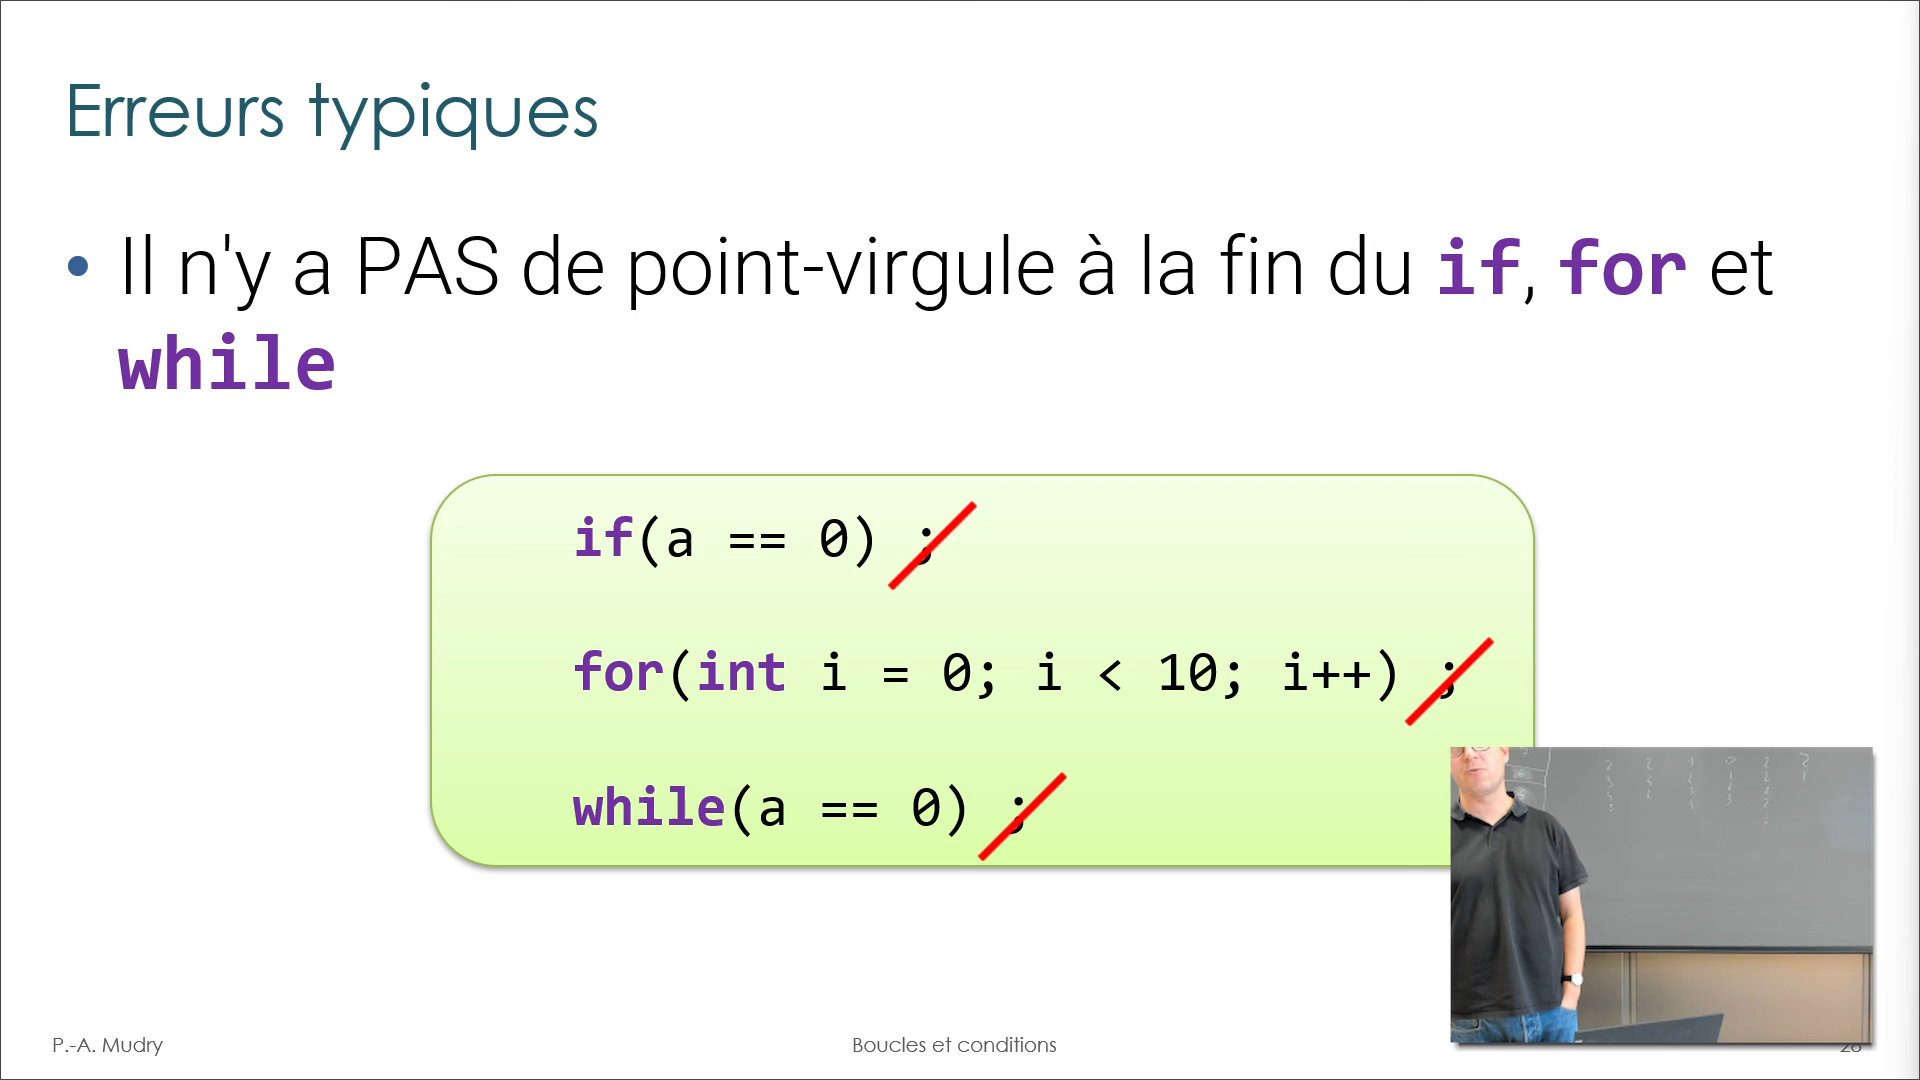 Erreurs typiques
• Il n'y a PAS de point-virgule à la fin du if, for et
while
if(a == 0) ;
for(int i = 0; i < 10; i++) ;
while(a == 0) ;
P.-A. Mudry
Boucles et conditions